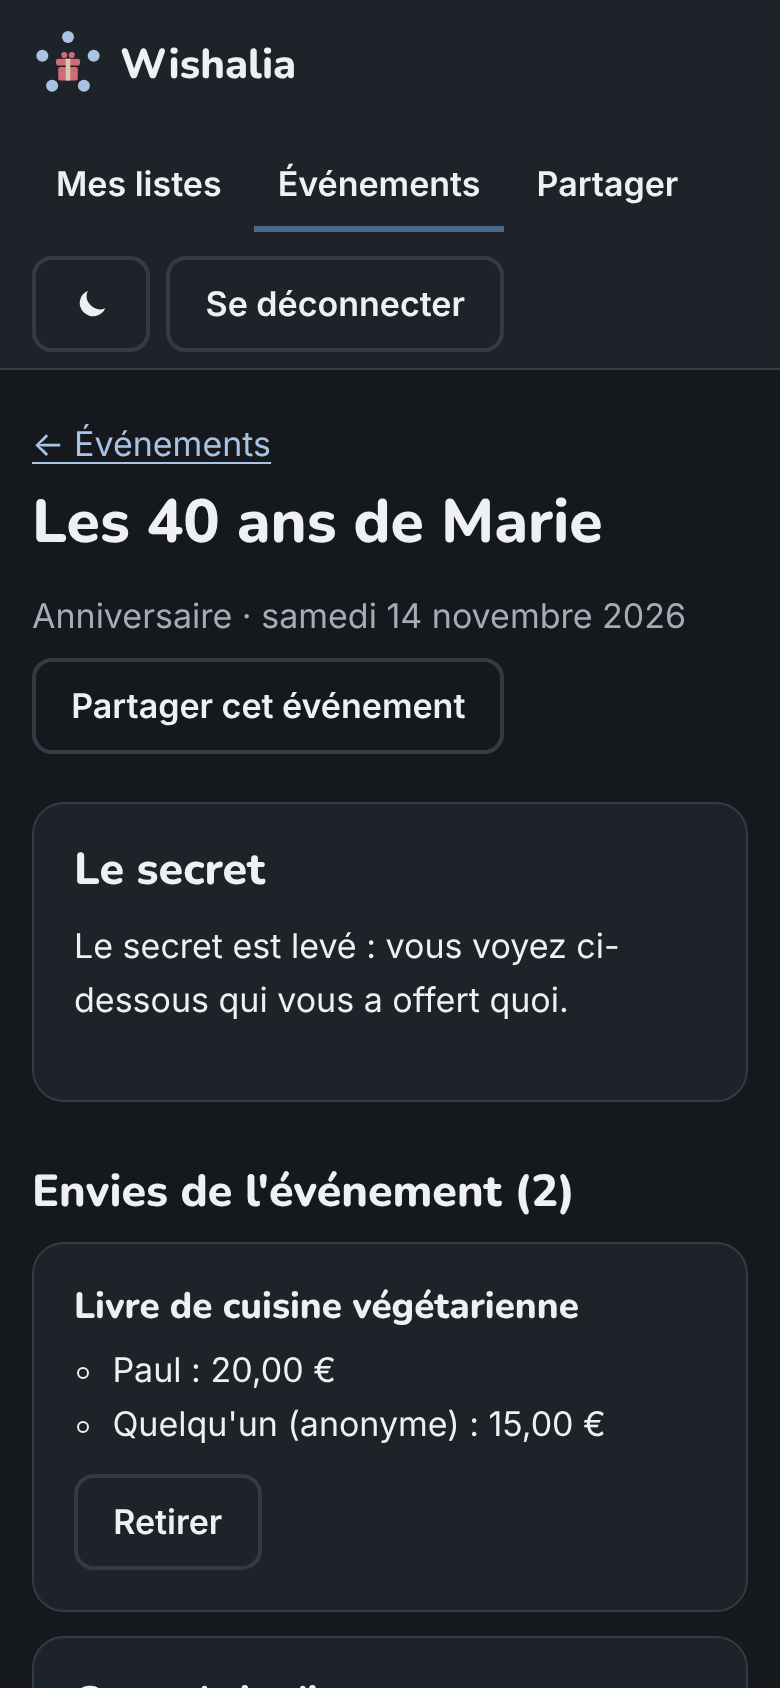 Wishalia
Mes listes
Événements
Partager
Se déconnecter
← Événements
Les 40 ans de Marie
Anniversaire · samedi 14 novembre 2026
Partager cet événement
Le secret
Le secret est levé : vous voyez ci-
dessous qui vous a offert quoi.
Envies de l'événement (2)
Livre de cuisine végétarienne
Paul : 20,00 €
Quelqu'un (anonyme) : 15,00 €
Retirer